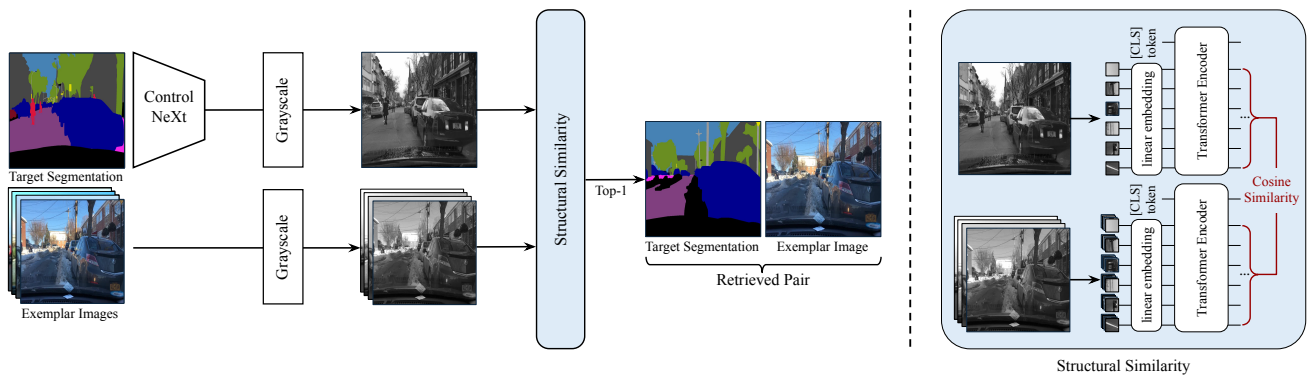 Target Segmentation
Control
NeXt
Grayscale
Exemplar Images
Grayscale
Structural Similarity
Top-1
Target Segmentation
Exemplar Image
Retrieved Pair
[CLS]
token
linear embedding
Transformer Encoder
...
[CLS]
token
linear embedding
Transformer Encoder
...
Cosine
Similarity
Structural Similarity